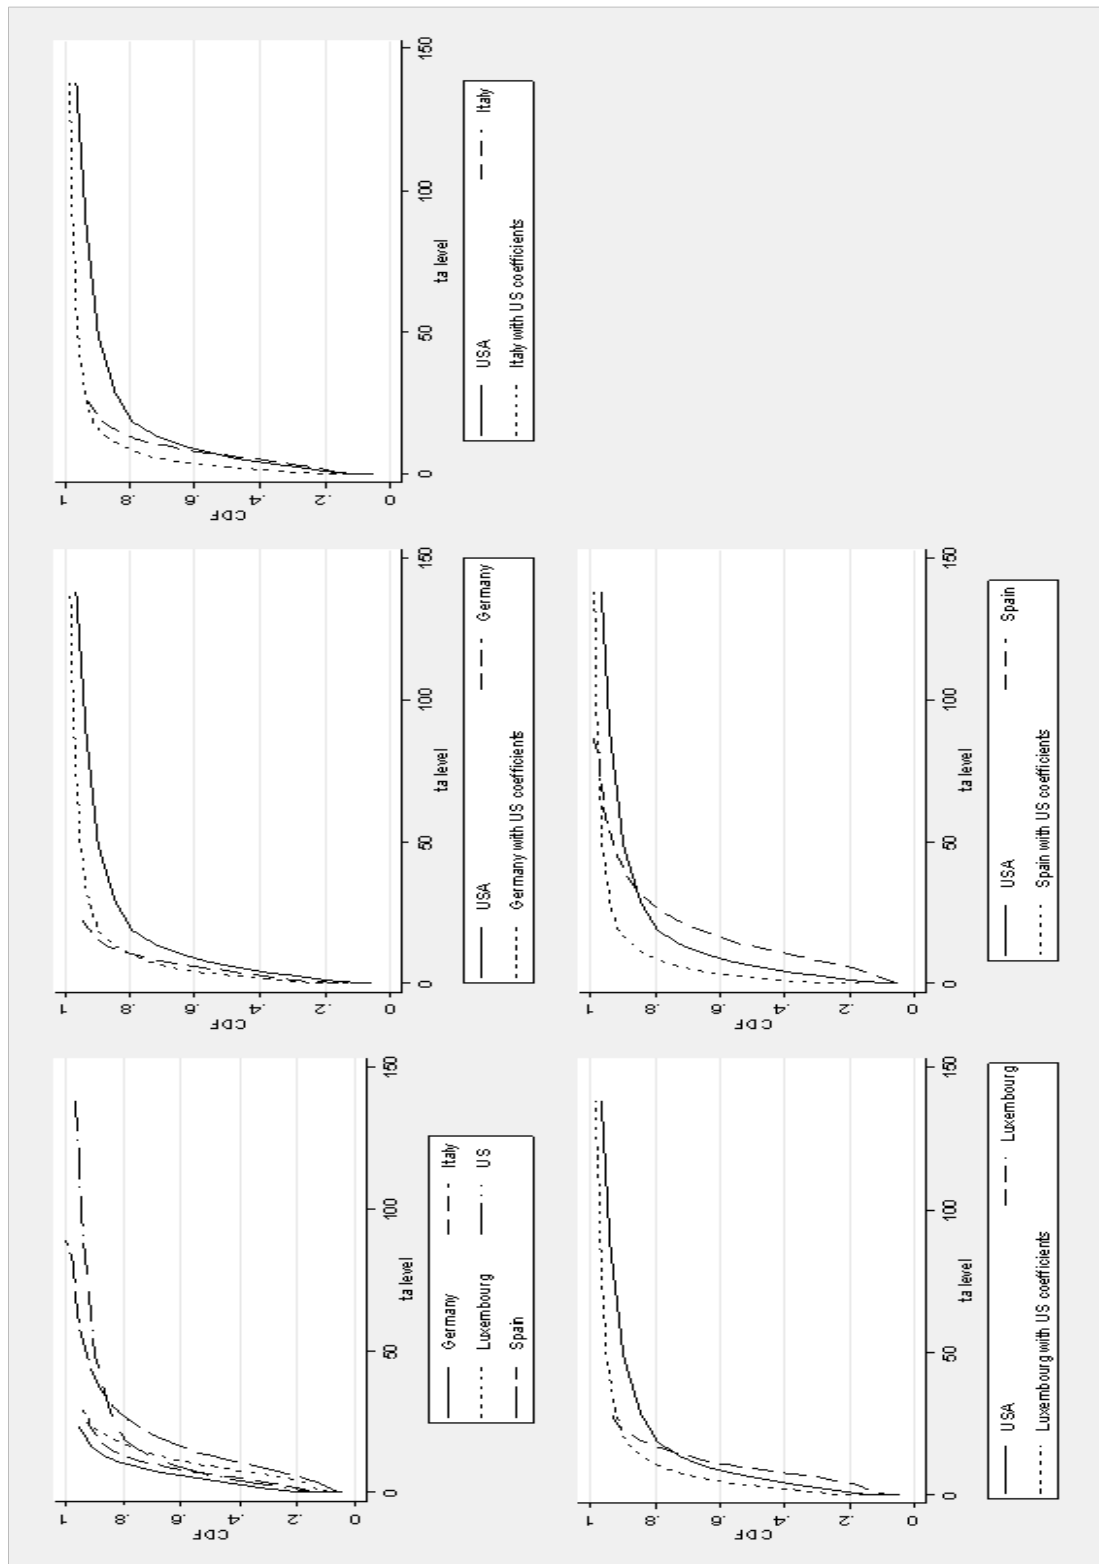 CDF
1
.8
.6
.4
.2
0
0 50 100 150
ta level
Germany Italy
Luxembourg US
Spain
CDF
1
.8
.6
.4
.2
0
0 50 100 150
ta level
USA Germany
Germany with US coefficients
CDF
1
.8
.6
.4
.2
0
0 50 100 150
ta level
USA Italy
Italy with US coefficients
CDF
1
.8
.6
.4
.2
0
0 50 100 150
ta level
USA Luxembourg
Luxembourg with US coefficients
CDF
1
.8
.6
.4
.2
0
0 50 100 150
ta level
USA Spain
Spain with US coefficients